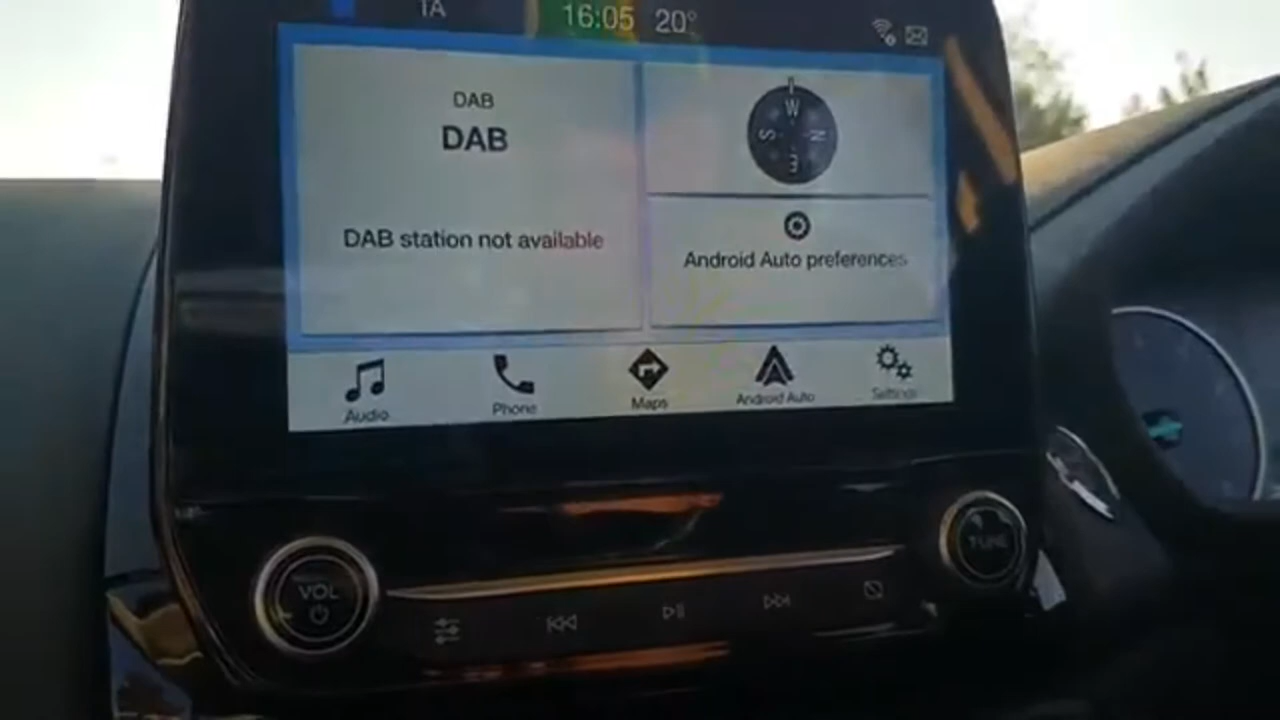 TA
16:05 20°
DAB
DAB
DAB station not available
W
S N
E
Android Auto preferences
Audio
Phone
Maps
Android Auto
Settings
VOL
TUNE